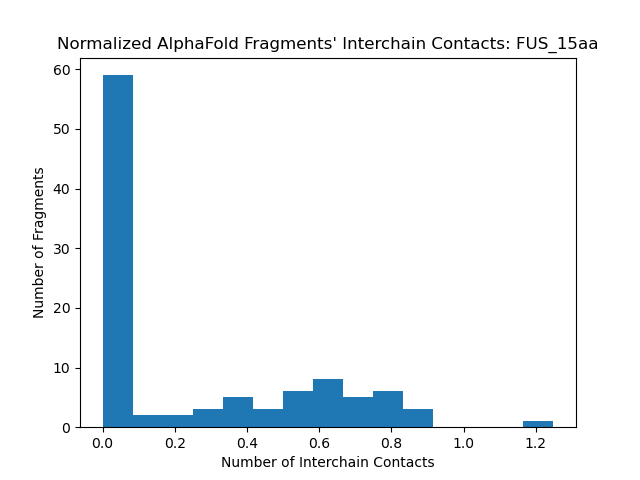 Normalized AlphaFold Fragments' Interchain Contacts: FUS_15aa
60
50
40
30
20
10
0
Number of Fragments
0.0 0.2 0.4 0.6 0.8 1.0 1.2
Number of Interchain Contacts